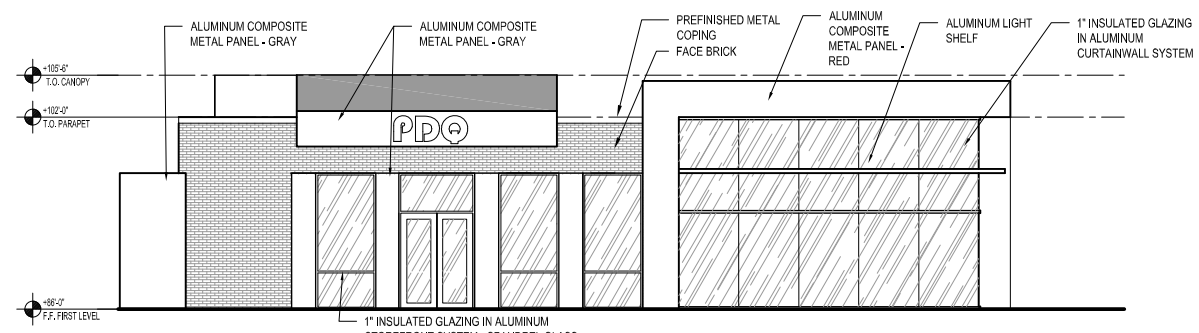 ALUMINUM COMPOSITE
METAL PANEL - GRAY
ALUMINUM COMPOSITE
METAL PANEL - GRAY
PREFINISHED METAL
COPING
FACE BRICK
ALUMINUM
COMPOSITE
METAL PANEL -
RED
ALUMINUM LIGHT
SHELF
1" INSULATED GLAZING
IN ALUMINUM
CURTAINWALL SYSTEM
+105'-6"
T.O. CANOPY
+102'-0"
T.O. PARAPET
PDQ
+86'-0"
F.F. FIRST LEVEL
1" INSULATED GLAZING IN ALUMINUM